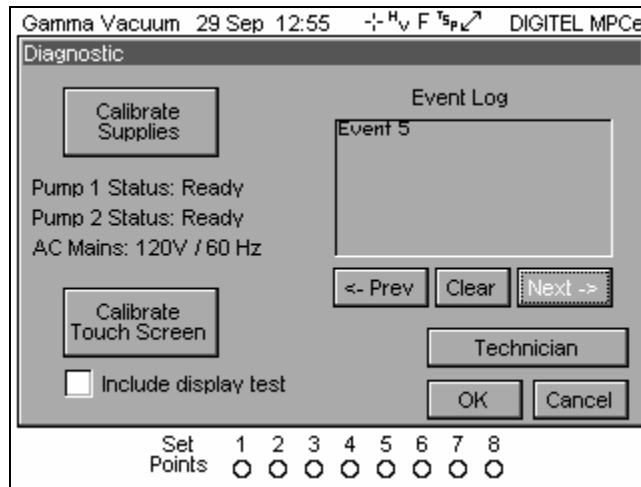 Gamma Vacuum 29 Sep 12:55 HV F TSP DIGITEL MPCe
Diagnostic
Calibrate
Supplies
Event Log
Event 5
Pump 1 Status: Ready
Pump 2 Status: Ready
AC Mains: 120V / 60 Hz
<- Prev Clear Next ->
Calibrate
Touch Screen
Technician
Include display test
OK Cancel
Set 1 2 3 4 5 6 7 8
Points